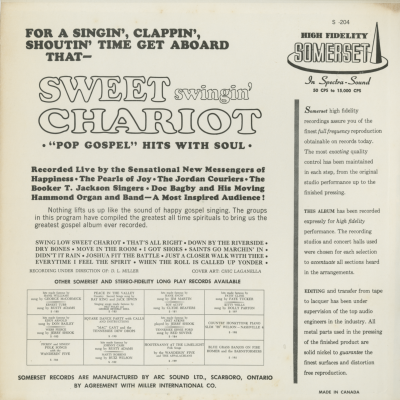 S -204
FOR A SINGIN', CLAPPIN',
SHOUTIN' TIME GET ABOARD
THAT—
SWEET swingin'
CHARIOT
• "POP GOSPEL" HITS WITH SOUL •
Recorded Live by the Sensational New Messengers of
Happiness • The Pearls of Joy • The Jordan Couriers • The
Booker T. Jackson Singers • Doc Bagby and His Moving
Hammond Organ and Band—A Most Inspired Audience!
Nothing lifts us up like the sound of happy gospel singing. The groups
in this program have compiled the greatest all time spirituals to bring us the
greatest gospel album ever recorded.
SWING LOW SWEET CHARIOT • THAT'S ALL RIGHT • DOWN BY THE RIVERSIDE •
DRY BONES • MOVE IN THE ROOM • I GOT SHOES • SAINTS GO MARCHIN' IN •
DIDN'T IT RAIN • JOSHUA FIT THE BATTLE • JUST A CLOSER WALK WITH THEE •
EVERYTIME I FEEL THE SPIRIT • WHEN THE ROLL IS CALLED UP YONDER •
RECORDING UNDER DIRECTION OF D. L. MILLER
COVER ART: CHIC LAGANELLA
OTHER SOMERSET AND STEREO-FIDELITY LONG PLAY RECORDS AVAILABLE
SOMERSET RECORDS ARE MANUFACTURED BY ARC SOUND LTD., SCARBORO, ONTARIO
BY AGREEMENT WITH MILLER INTERNATIONAL CO.
HIGH FIDELITY
SOMERSET
In Spectra-Sound
20 CPS to 18,000 CPS
Somerset high fidelity
recordings assure you of the
finest full frequency reproduction
obtainable on records today.
The most exacting quality
control has been maintained
in each step, from the original
studio performance up to the
finished pressing.
THIS ALBUM has been recorded
expressly for high fidelity
performance. The recording
studios and concert halls used
were chosen for each selection
to accentuate all sections heard
in the arrangements.
EDITING and transfer from tape
to lacquer has been under
supervision of the top audio
engineers in the industry. All
metal parts used in the pressing
of the finished product are
solid nickel to guarantee the
finest surfaces and distortion
free reproduction.
MADE IN CANADA